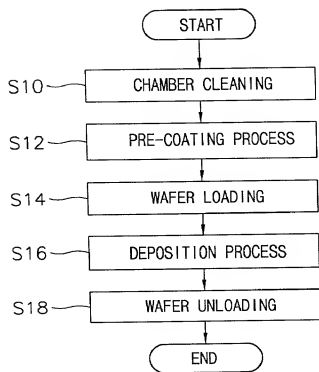 START
S10 CHAMBER CLEANING
S12 PRE-COATING PROCESS
S14 WAFER LOADING
S16 DEPOSITION PROCESS
S18 WAFER UNLOADING
END